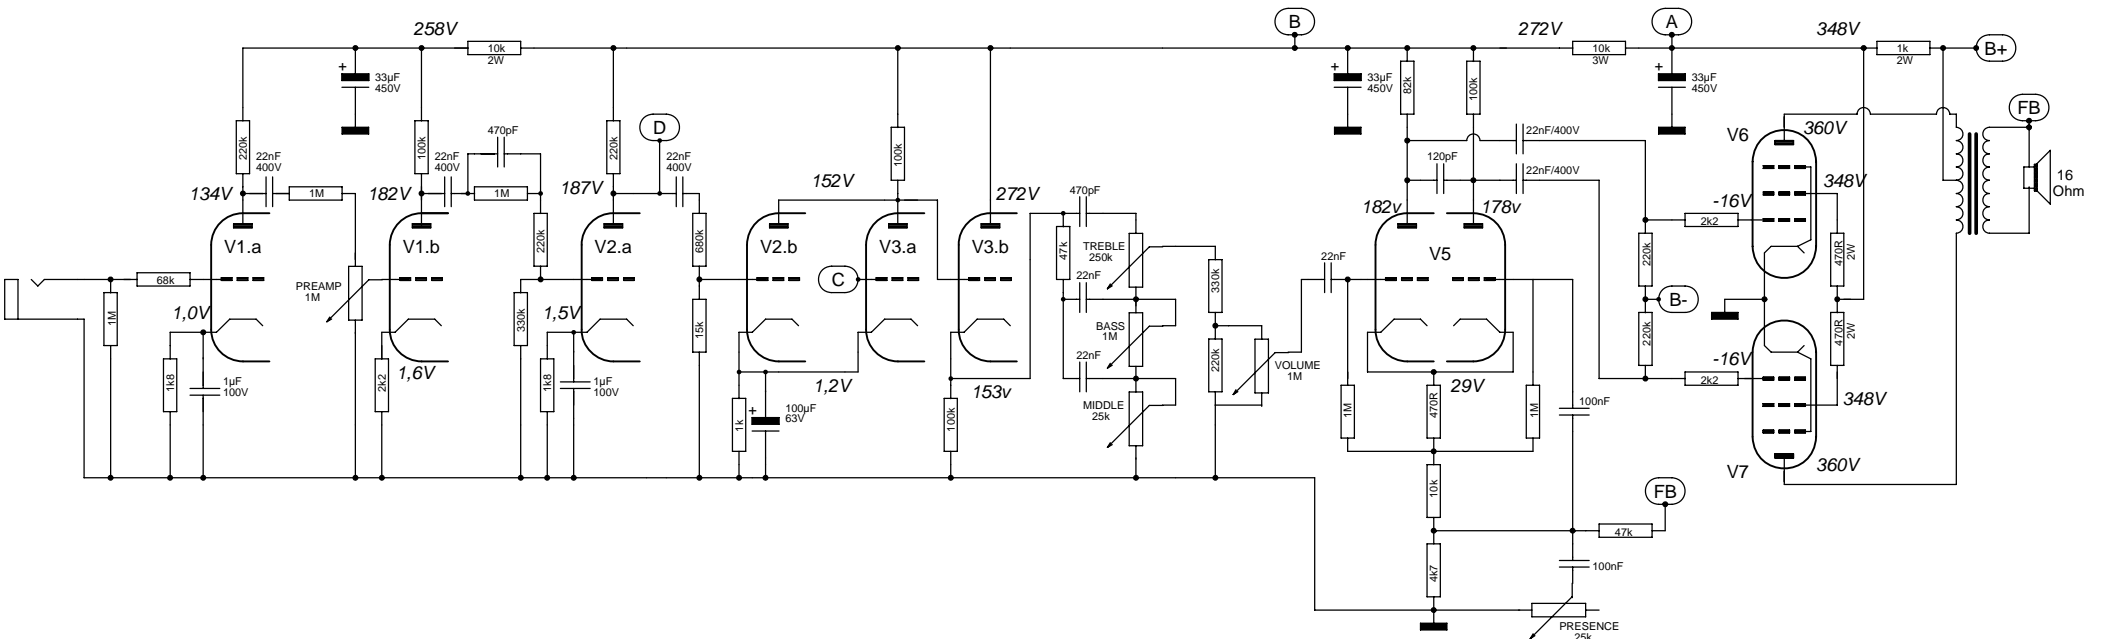 258V
10k
2W
B
272V
10k
3W
A
348V
1k
2W
B+
33µF
450V
33µF
450V
33µF
450V
82k
100k
FB
220k
22nF
400V
1M
134V
100k
22nF
400V
470pF
1M
182V
220k
D
22nF
400V
187V
100k
152V
272V
470pF
22nF/400V
120pF
22nF/400V
182v
178v
V6
360V
348V
-16V
2k2
16
Ohm
V1.a
V1.b
220k
V2.a
680k
V2.b
V3.a
V3.b
47k
TREBLE
250k
22nF
330k
22nF
V5
220k
470R
2W
68k
PREAMP
1M
C
B-
1M
1,0V
330k
1,5V
15k
BASS
1M
220k
470R
2W
1k8
1µF
100V
2k2
1,6V
1k8
1µF
100V
1k
100µF
63V
1,2V
153v
100k
22nF
MIDDLE
25k
220k
VOLUME
1M
1M
29V
470R
1M
100nF
-16V
2k2
348V
V7
360V
10k
FB
47k
4k7
100nF
PRESENCE
25k